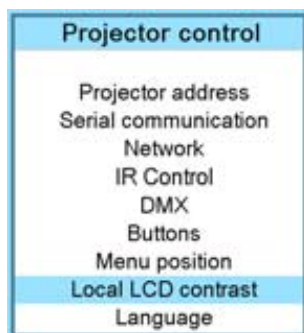 Projector control
Projector address
Serial communication
Network
IR Control
DMX
Buttons
Menu position
Local LCD contrast
Language